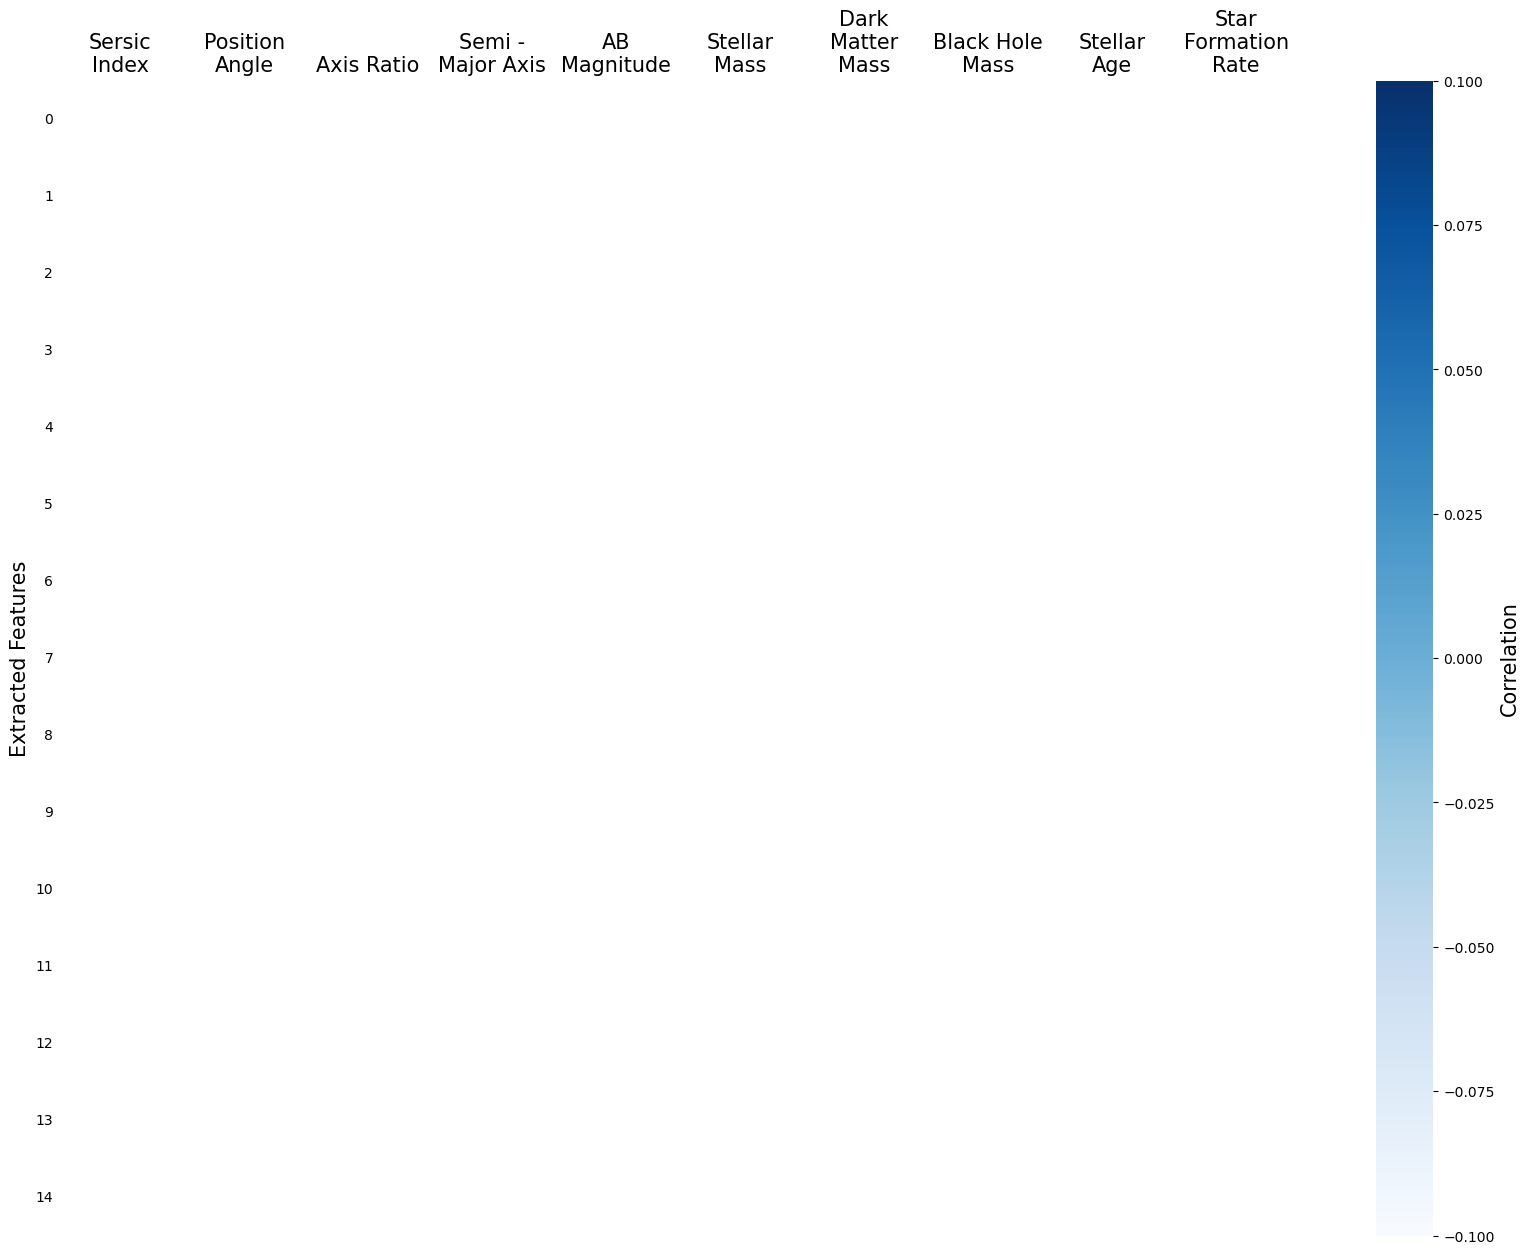 Sersic
Index
Position
Angle
Axis Ratio
Semi -
Major Axis
AB
Magnitude
Stellar
Mass
Dark
Matter
Mass
Black Hole
Mass
Stellar
Age
Star
Formation
Rate
Extracted Features
0
1
2
3
4
5
6
7
8
9
10
11
12
13
14
0.100
0.075
0.050
0.025
0.000
−0.025
−0.050
−0.075
−0.100
Correlation